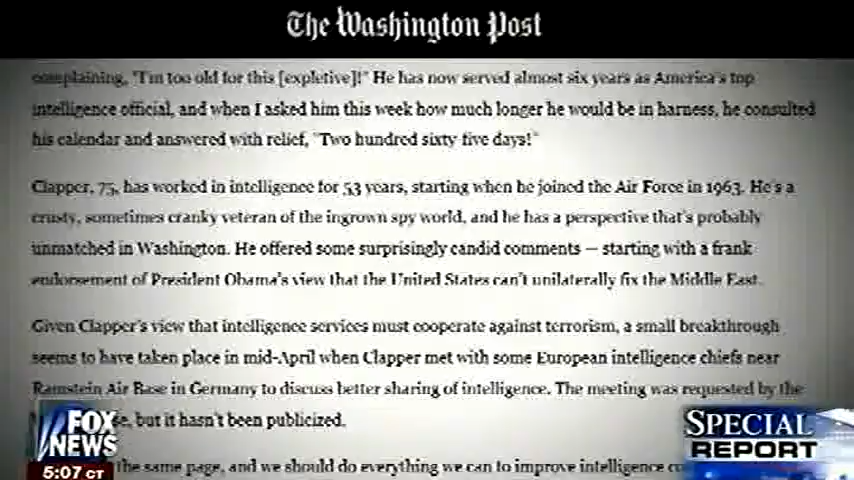 The Washington Post
complaining, "I'm too old for this [expletive]!" He has now served almost six years as America's top
intelligence official, and when I asked him this week how much longer he would be in harness, he consulted
his calendar and answered with relief, "Two hundred sixty-five days!"
Clapper, 75, has worked in intelligence for 53 years, starting when he joined the Air Force in 1963. He's a
crusty, sometimes cranky veteran of the ingrown spy world, and he has a perspective that's probably
unmatched in Washington. He offered some surprisingly candid comments — starting with a frank
endorsement of President Obama's view that the United States can't unilaterally fix the Middle East.
Given Clapper's view that intelligence services must cooperate against terrorism, a small breakthrough
seems to have taken place in mid-April when Clapper met with some European intelligence chiefs near
Ramstein Air Base in Germany to discuss better sharing of intelligence. The meeting was requested by the
se, but it hasn't been publicized.
the same page, and we should do everything we can to improve intelligence co
FOX
NEWS
5:07 CT
SPECIAL
REPORT